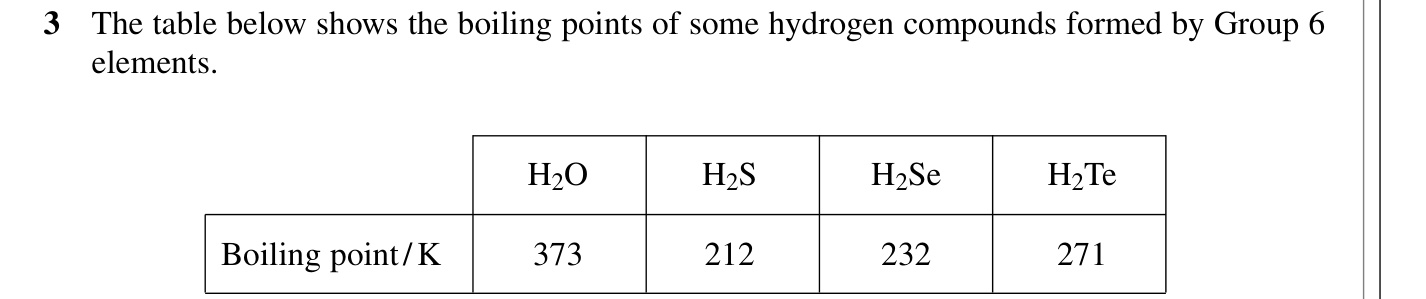 3 The table below shows the boiling points of some hydrogen compounds formed by Group 6
elements.
H₂O H₂S H₂Se H₂Te
Boiling point / K 373 212 232 271